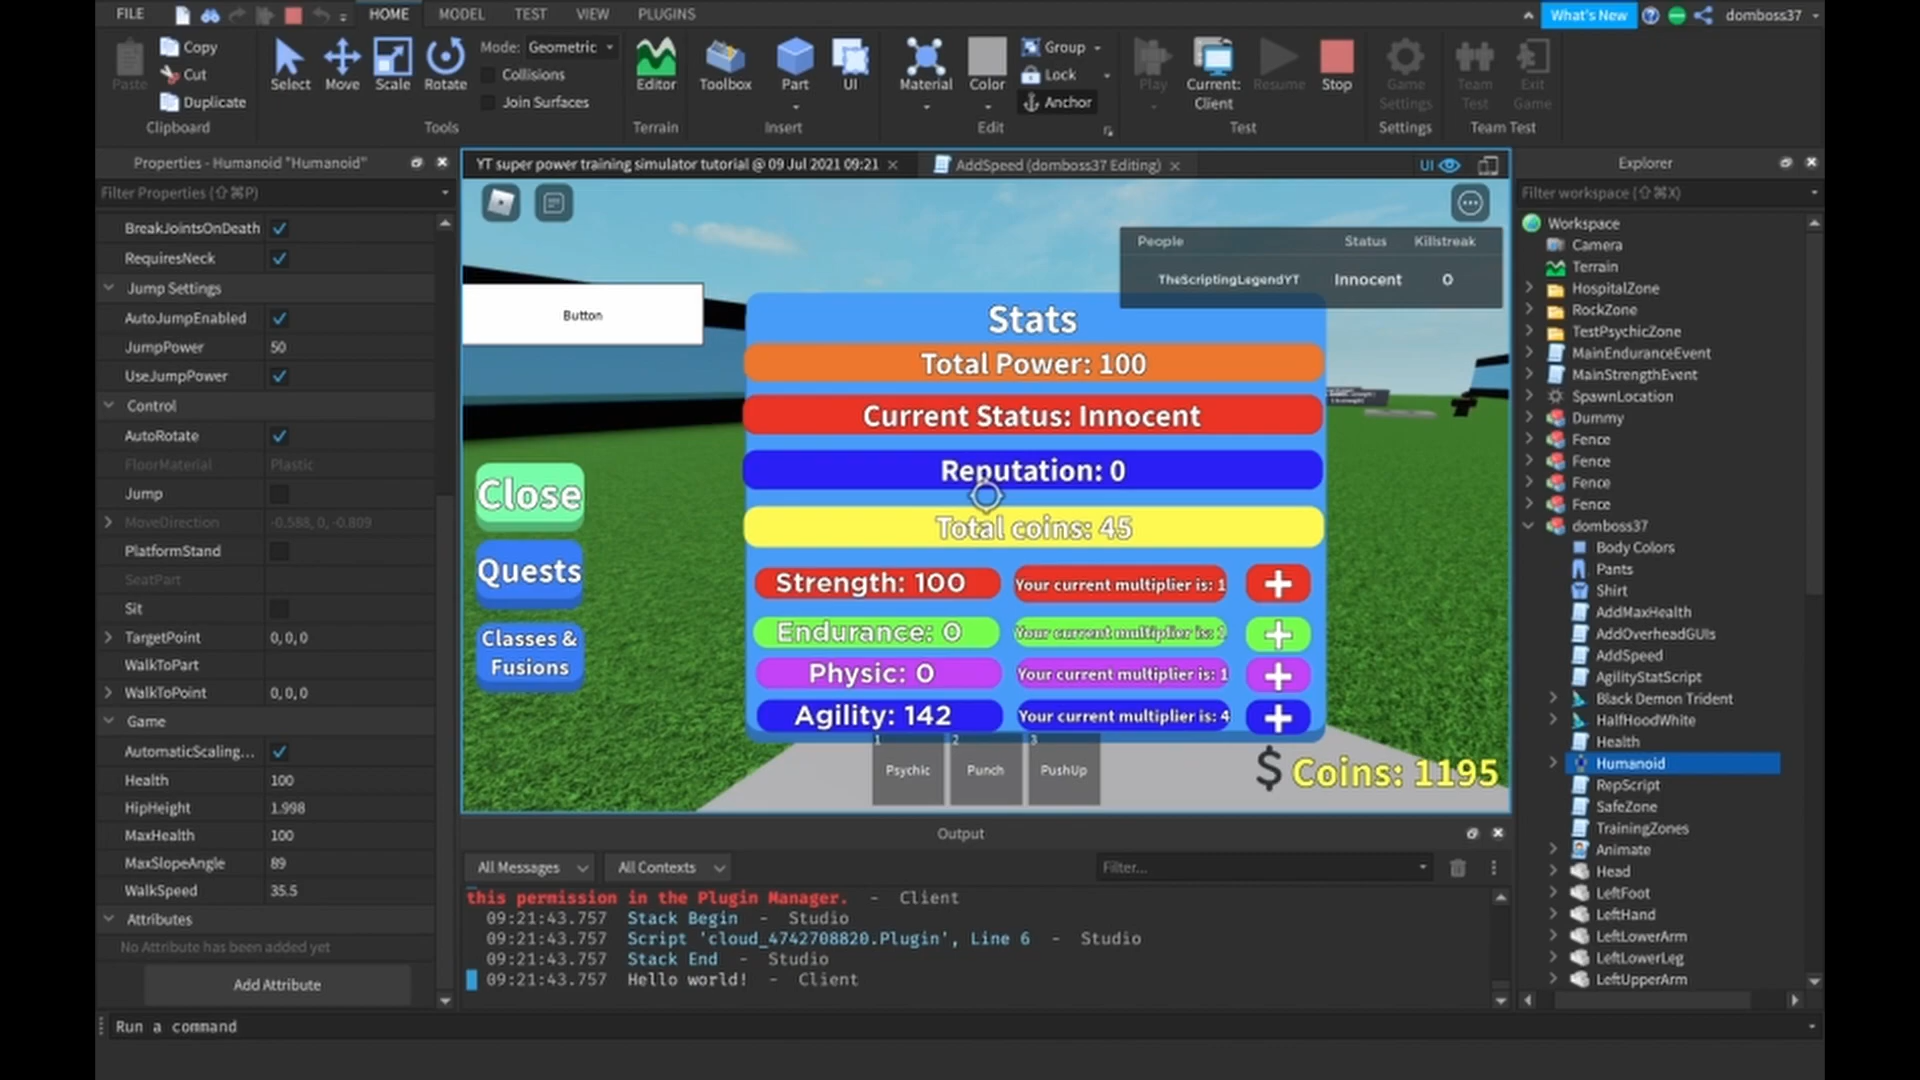 FILE HOME MODEL TEST VIEW PLUGINS What's New domboss37
Paste Copy Cut Duplicate Clipboard
Select Move Scale Rotate Mode: Geometric Collisions Join Surfaces Tools
Editor Terrain
Toolbox Part UI Insert
Material Color Group Lock Anchor Edit
Play Current: Client Resume Stop Test
Game Settings Settings
Team Test Exit Game Team Test
Properties - Humanoid "Humanoid"
Filter Properties (⇧⌘P)
BreakJointsOnDeath
RequiresNeck
Jump Settings
AutoJumpEnabled
JumpPower 50
UseJumpPower
Control
AutoRotate
FloorMaterial Plastic
Jump
MoveDirection -0.588, 0, -0.809
PlatformStand
SeatPart
Sit
TargetPoint 0, 0, 0
WalkToPart
WalkToPoint 0, 0, 0
Game
AutomaticScaling...
Health 100
HipHeight 1.998
MaxHealth 100
MaxSlopeAngle 89
WalkSpeed 35.5
Attributes
No Attribute has been added yet
Add Attribute
YT super power training simulator tutorial @ 09 Jul 2021 09:21 × AddSpeed (domboss37 Editing) × UI
People Status Killstreak
TheScriptingLegendYT Innocent 0
Button
Stats
Total Power: 100
Current Status: Innocent
Reputation: 0
Total coins: 45
Strength: 100 Your current multiplier is: 1 +
Endurance: 0 Your current multiplier is: +
Physic: 0 Your current multiplier is: 1 +
Agility: 142 Your current multiplier is: 4 +
Close
Quests
Classes &
Fusions
1 Psychic
2 Punch
3 PushUp
$ Coins: 1195
Output
All Messages All Contexts Filter...
this permission in the Plugin Manager. - Client
09:21:43.757 Stack Begin - Studio
09:21:43.757 Script 'cloud_4742708820.Plugin', Line 6 - Studio
09:21:43.757 Stack End - Studio
09:21:43.757 Hello world! - Client
Explorer
Filter workspace (⇧⌘X)
Workspace
Camera
Terrain
HospitalZone
RockZone
TestPsychicZone
MainEnduranceEvent
MainStrengthEvent
SpawnLocation
Dummy
Fence
Fence
Fence
Fence
domboss37
Body Colors
Pants
Shirt
AddMaxHealth
AddOverheadGUIs
AddSpeed
AgilityStatScript
Black Demon Trident
HalfHoodWhite
Health
Humanoid
RepScript
SafeZone
TrainingZones
Animate
Head
LeftFoot
LeftHand
LeftLowerArm
LeftLowerLeg
LeftUpperArm
Run a command